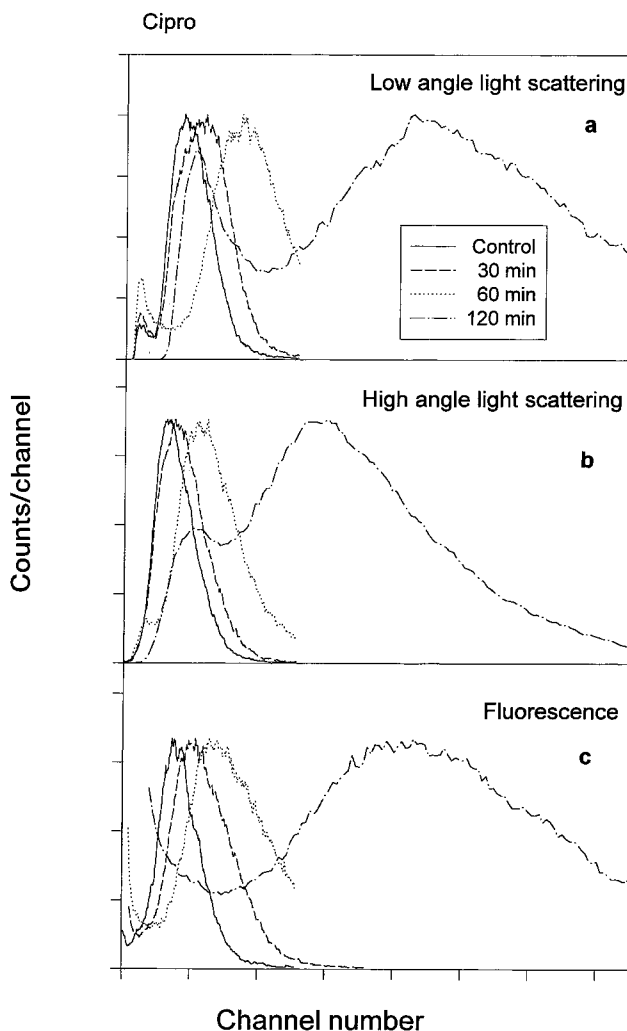 Cipro
Low angle light scattering
a
Control
30 min
60 min
120 min
High angle light scattering
b
Fluorescence
c
Counts/channel
Channel number